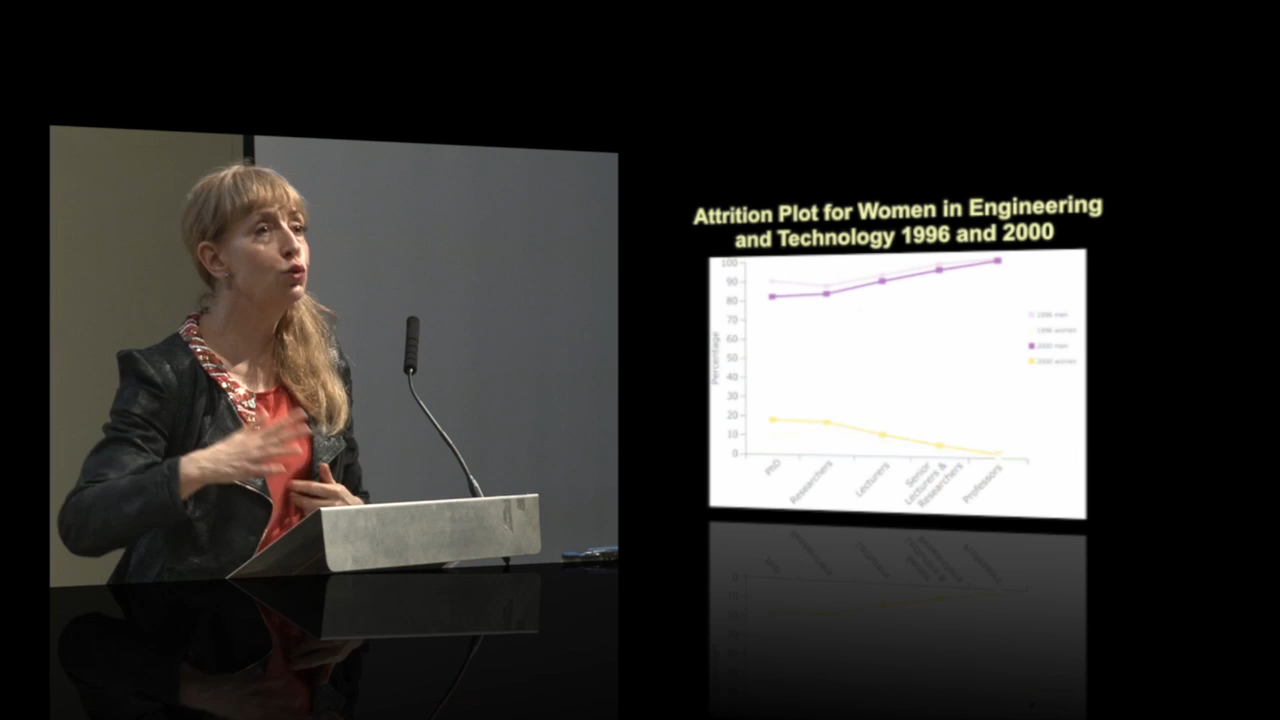 Attrition Plot for Women in Engineering
and Technology 1996 and 2000
100
90
80
70
60
50
40
30
20
10
0
Percentage
PhD
Researchers
Lecturers
Senior
Lecturers &
Researchers
Professors
1996 men
1996 women
2000 men
2000 women